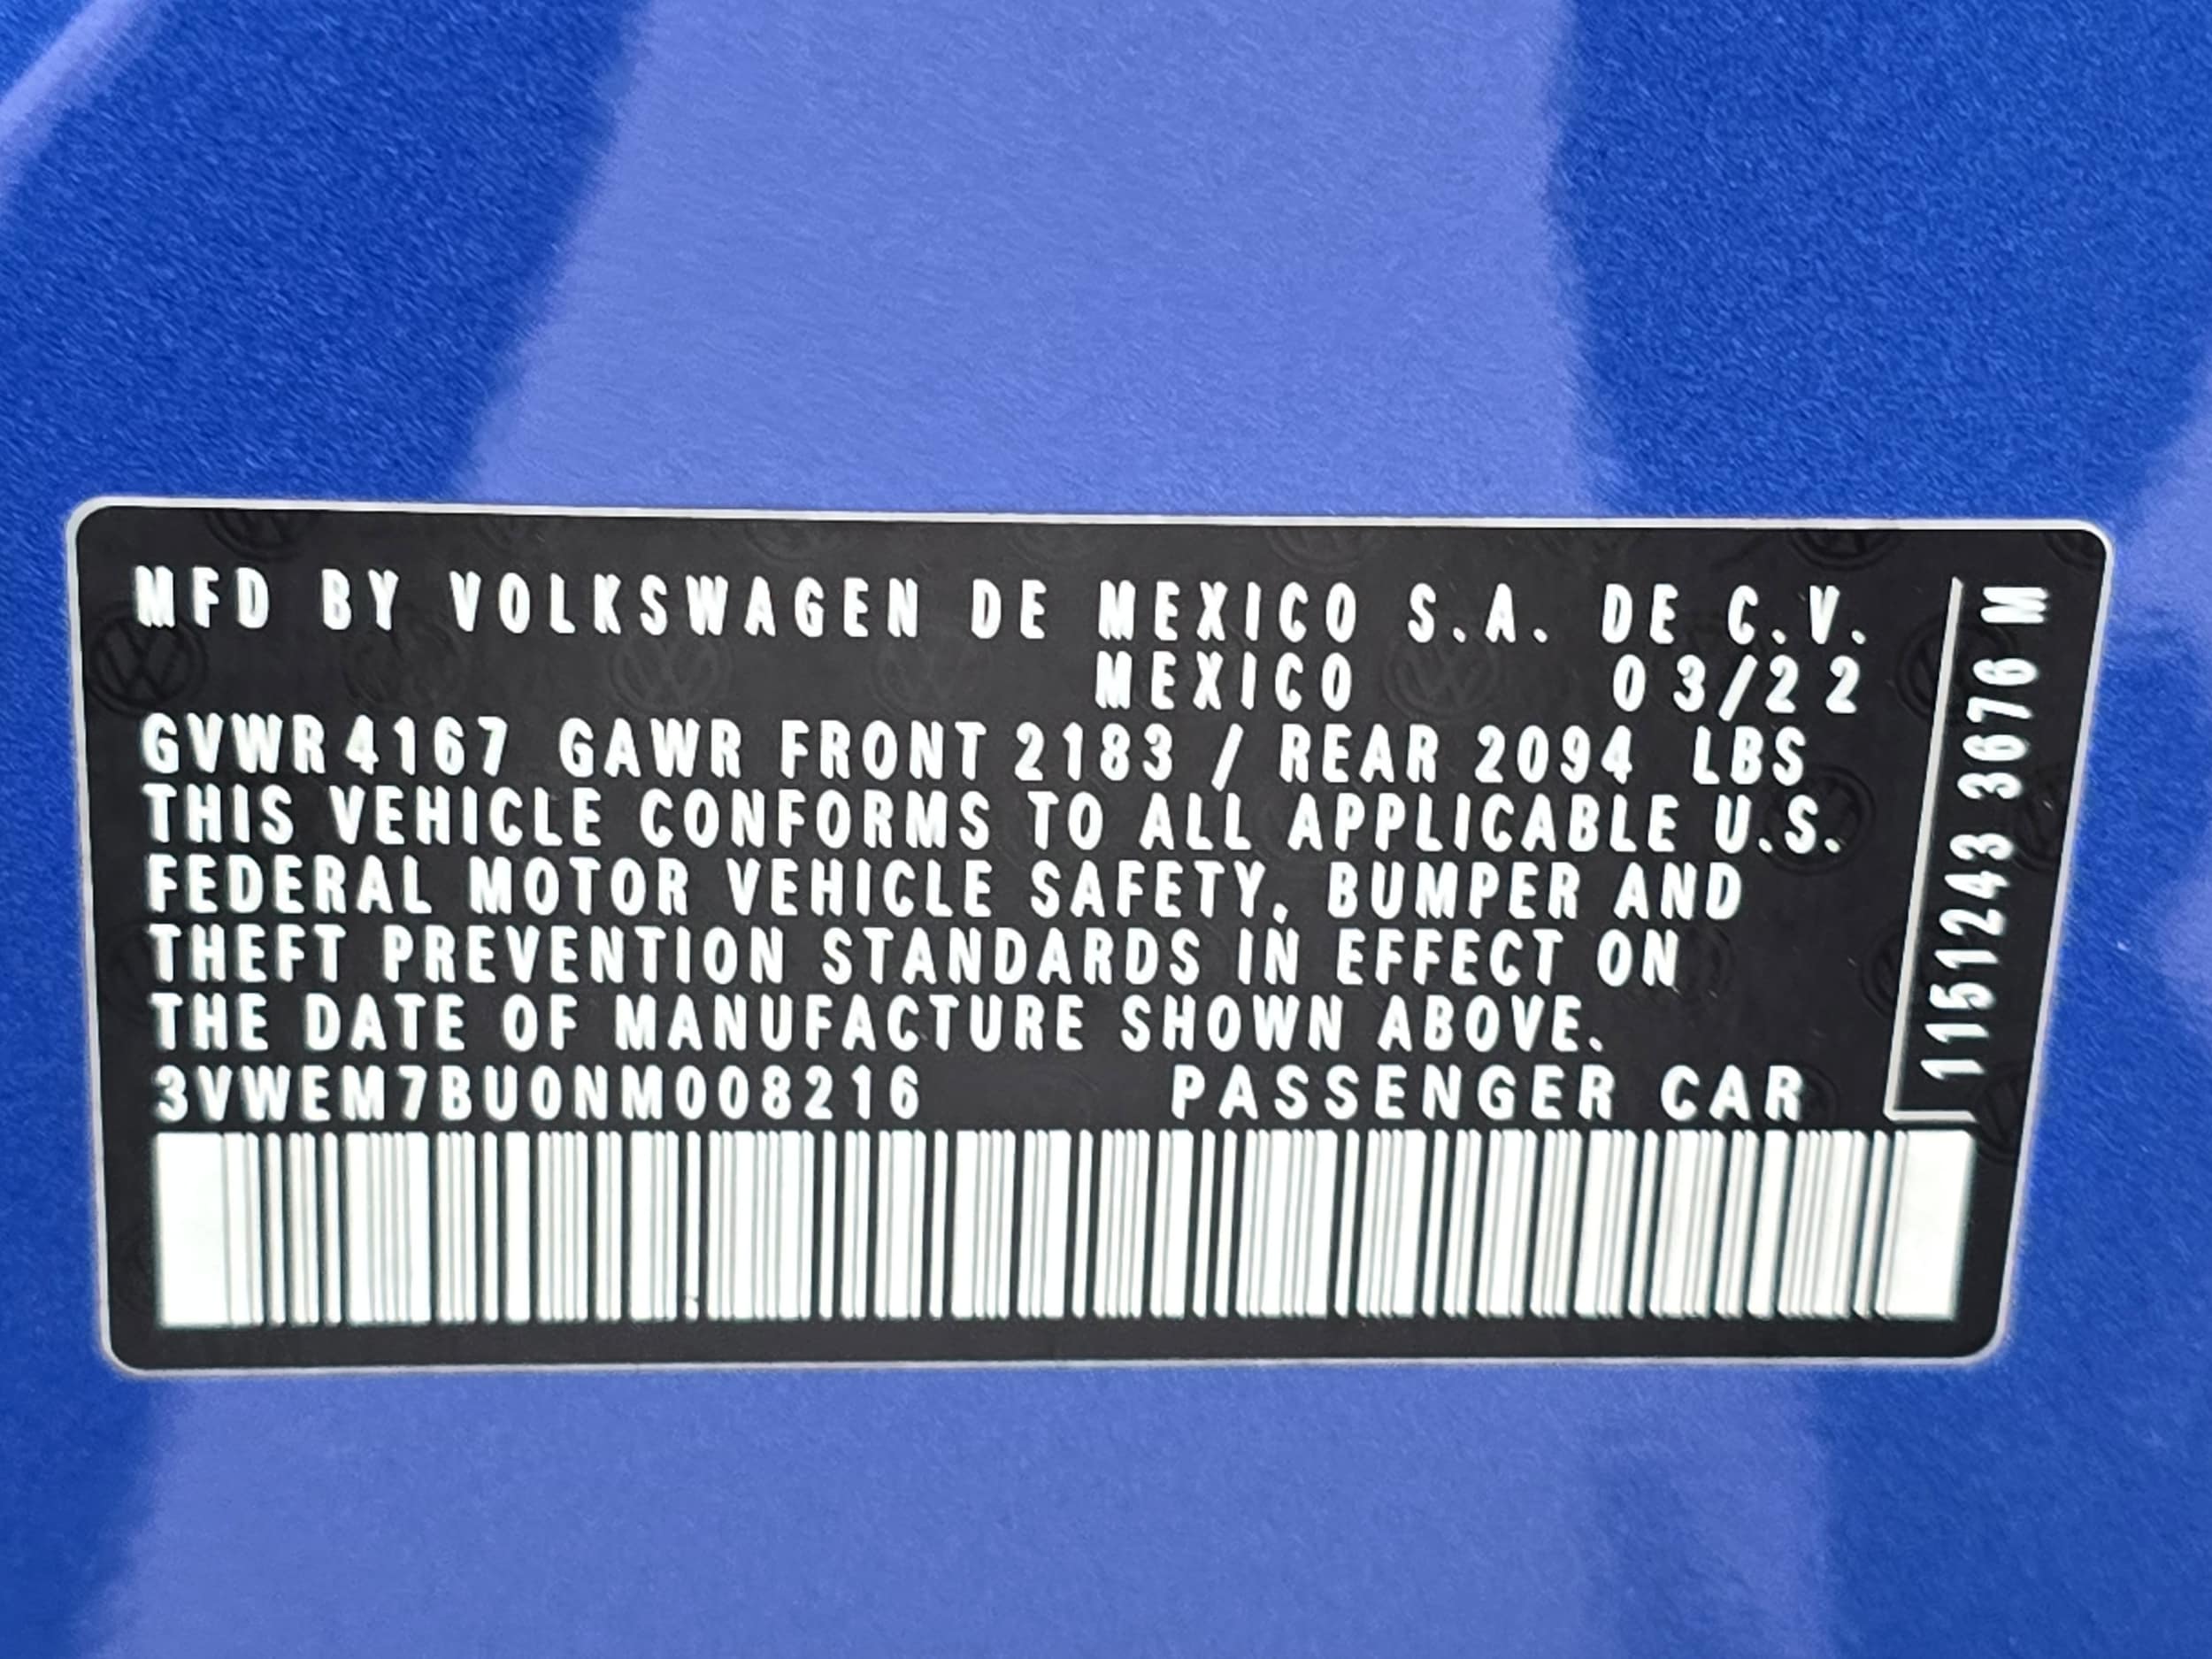 MFD BY VOLKSWAGEN DE MEXICO S.A. DE C.V.
MEXICO 03/22
GVWR 4167 GAWR FRONT 2183 / REAR 2094 LBS
THIS VEHICLE CONFORMS TO ALL APPLICABLE U.S.
FEDERAL MOTOR VEHICLE SAFETY, BUMPER AND
THEFT PREVENTION STANDARDS IN EFFECT ON
THE DATE OF MANUFACTURE SHOWN ABOVE.
3VWEM7BU0NM008216 PASSENGER CAR
1151243 3676 M